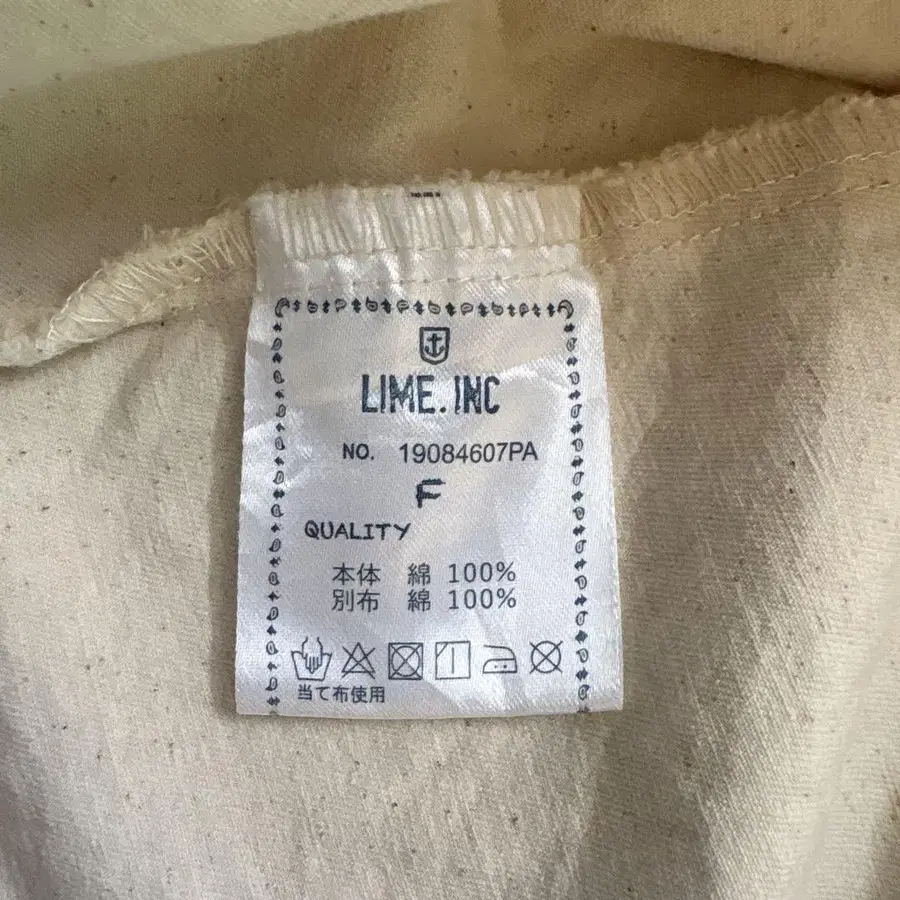 LIME.INC
NO. 19084607PA
F
QUALITY
本体 綿 100%
別布 綿 100%
当て布使用